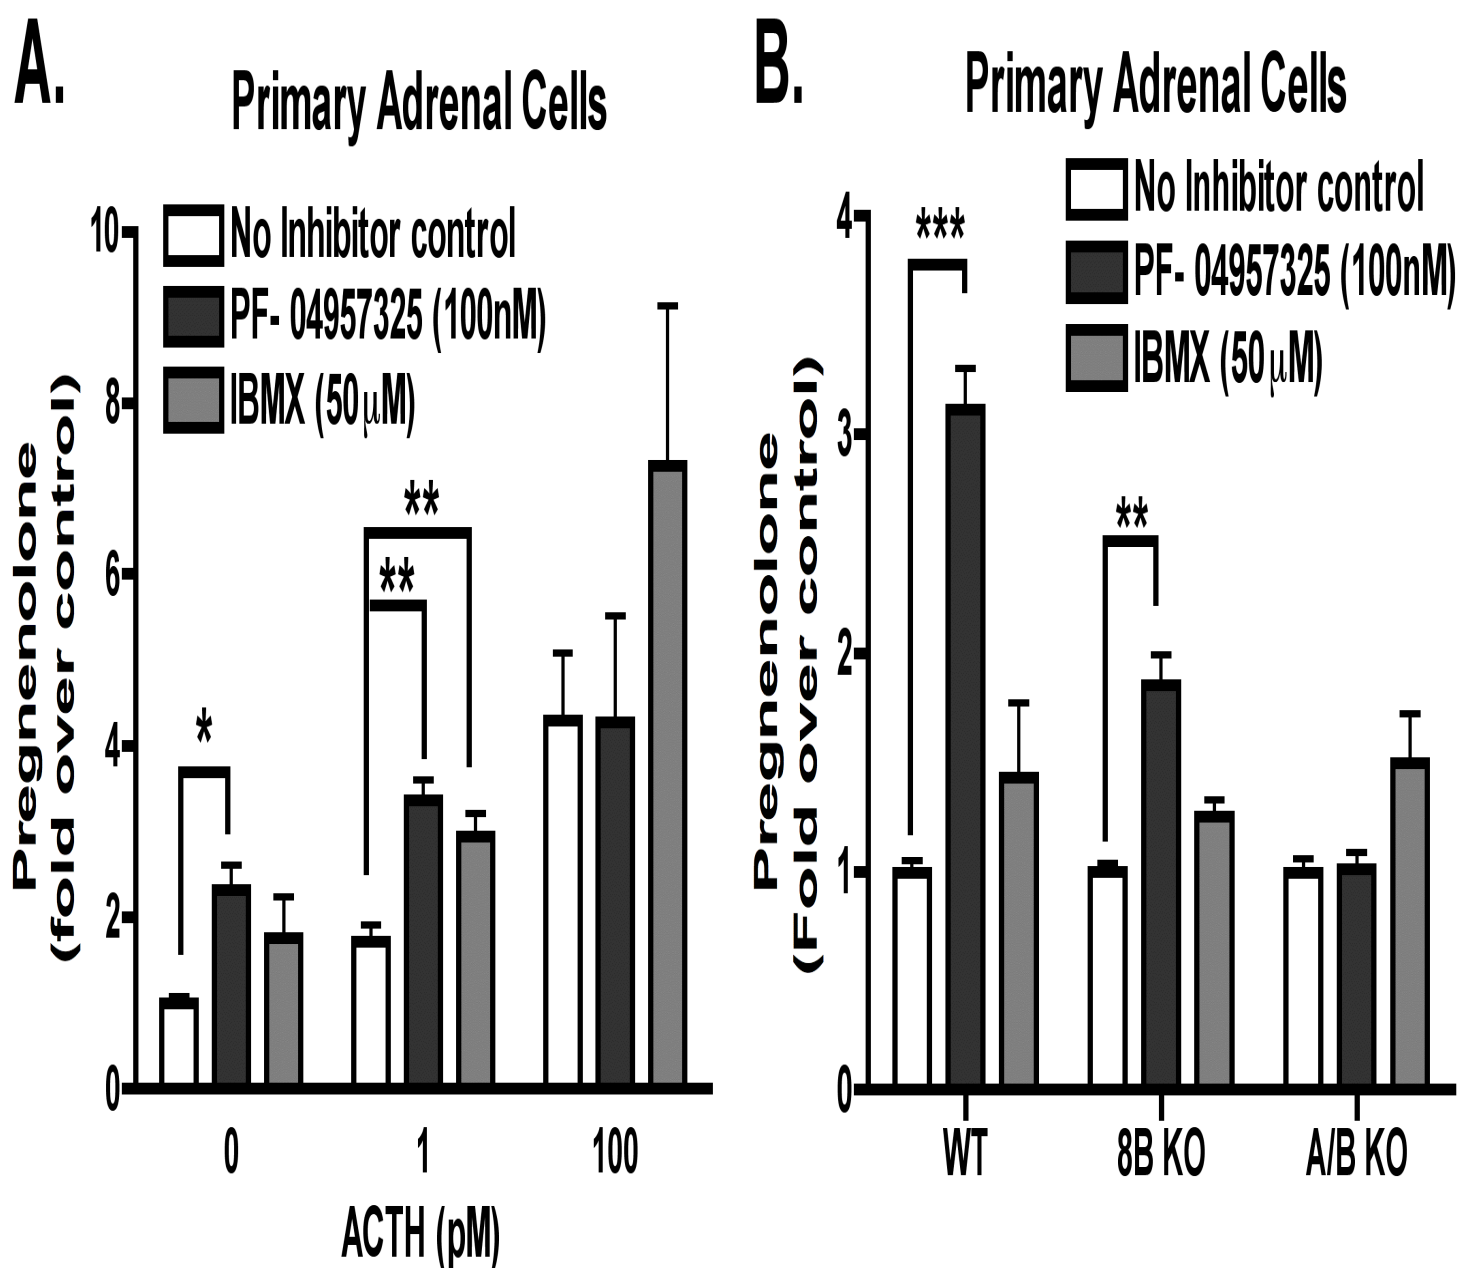 A.
Primary Adrenal Cells
No Inhibitor control
PF- 04957325 (100nM)
IBMX (50µM)
Pregnenolone
(fold over control)
10
8
6
4
2
0
**
**
*
0 1 100
ACTH (pM)
B.
Primary Adrenal Cells
No Inhibitor control
PF- 04957325 (100nM)
IBMX (50µM)
Pregnenolone
(Fold over control)
4
3
2
1
0
***
**
WT 8B KO A/B KO